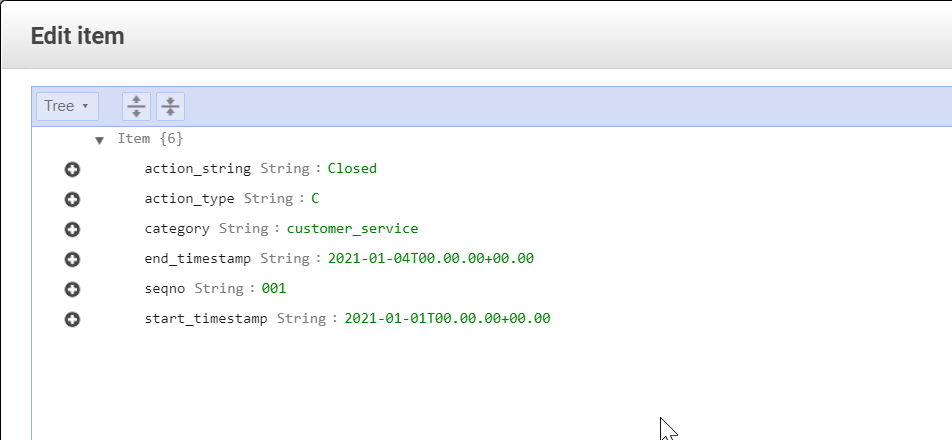 Edit item
Tree
Item {6}
action_string String : Closed
action_type String : C
category String : customer_service
end_timestamp String : 2021-01-04T00.00.00+00.00
seqno String : 001
start_timestamp String : 2021-01-01T00.00.00+00.00